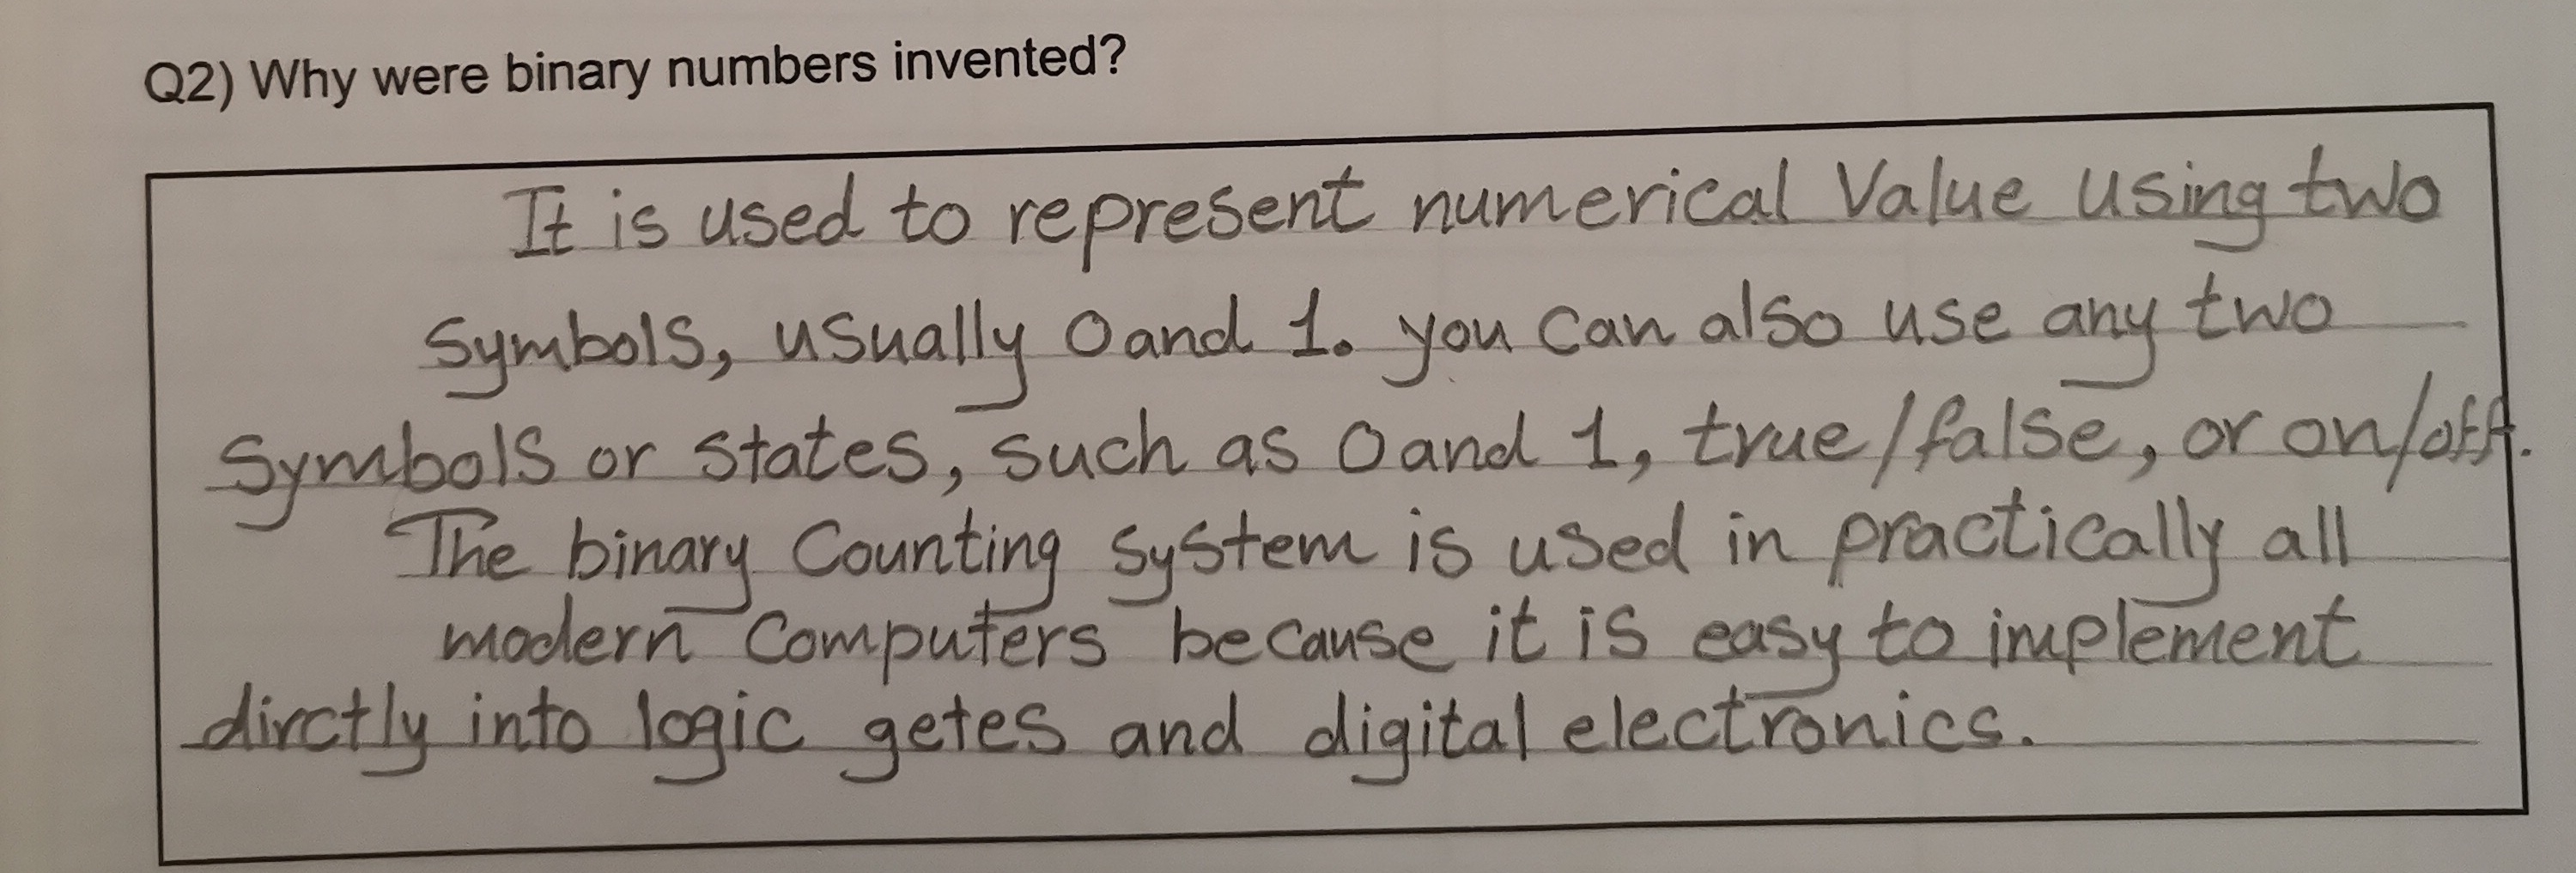 Q2) Why were binary numbers invented?
It is used to represent numerical Value using two
Symbols, usually 0 and 1. you can also use any two
Symbols or states, such as 0 and 1, true/false, or on/off.
The binary Counting system is used in practically all
modern Computers because it is easy to implement
dirctly into logic getes and digital electronics.